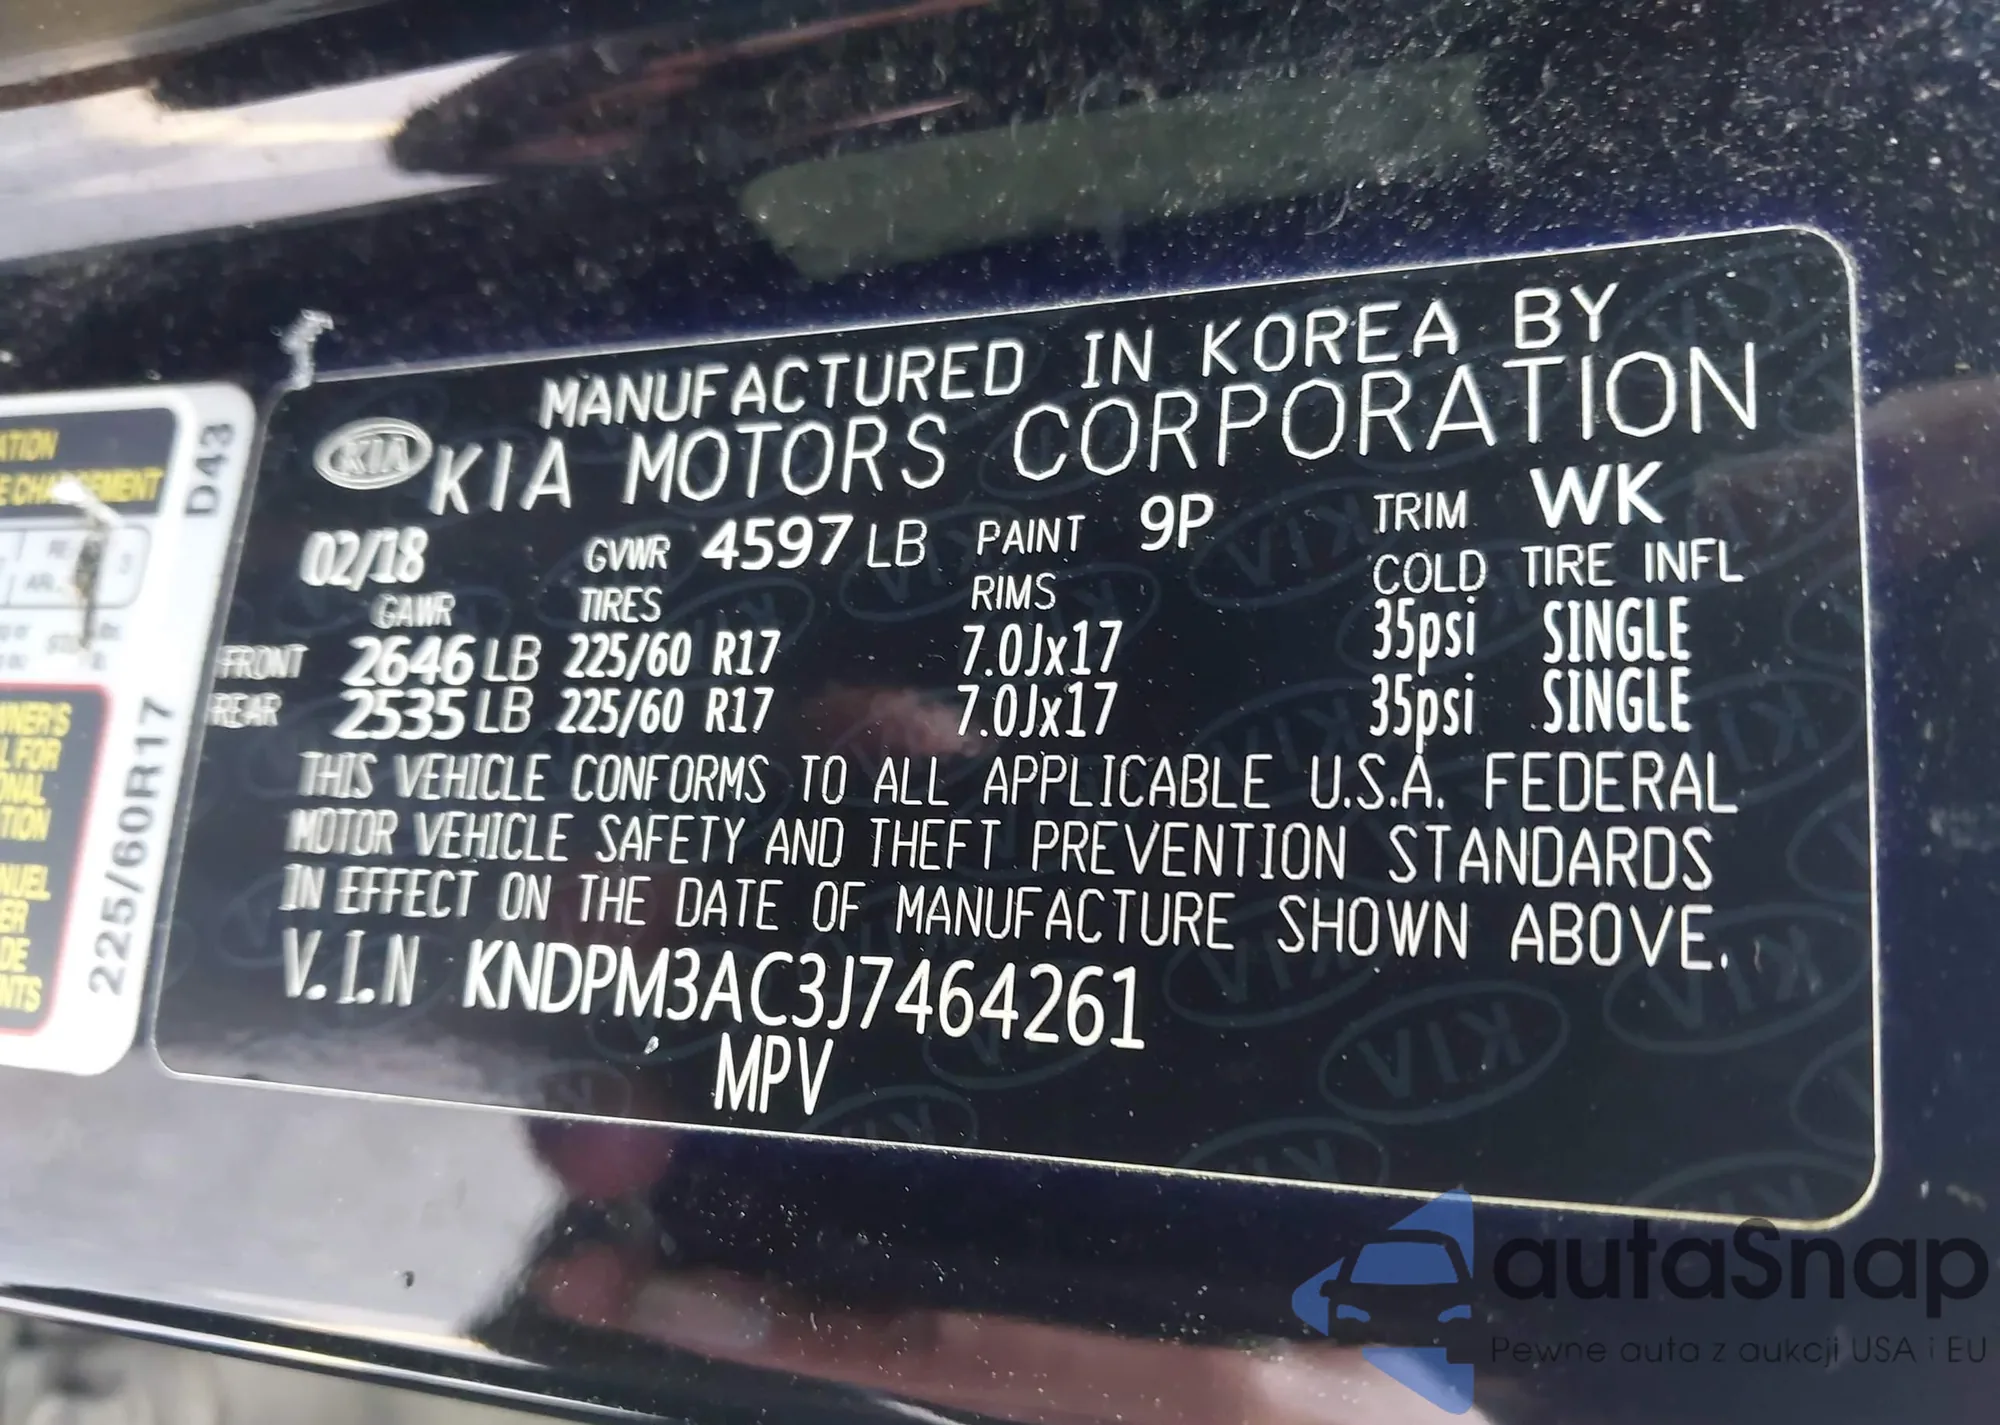 MANUFACTURED IN KOREA BY
KIA KIA MOTORS CORPORATION
02/18 GVWR 4597 LB PAINT 9P TRIM WK
GAWR TIRES RIMS COLD TIRE INFL
FRONT 2646 LB 225/60 R17 7.0Jx17 35psi SINGLE
REAR 2535 LB 225/60 R17 7.0Jx17 35psi SINGLE
THIS VEHICLE CONFORMS TO ALL APPLICABLE U.S.A. FEDERAL
MOTOR VEHICLE SAFETY AND THEFT PREVENTION STANDARDS
IN EFFECT ON THE DATE OF MANUFACTURE SHOWN ABOVE.
V.I.N KNDPM3AC3J7464261
MPV
D43
225/60R17
autaSnap
Pewne auta z aukcji USA i EU